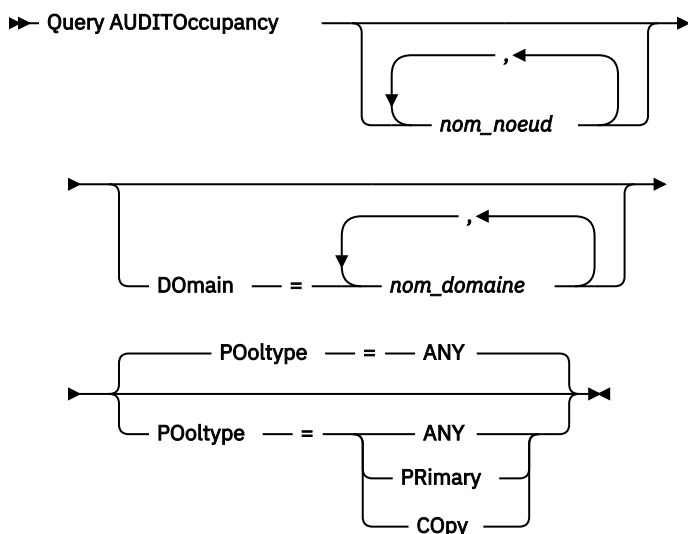 Query AUDITOccupancy
,
nom_noeud
,
DOmain = nom_domaine
POoltype = ANY
POoltype = ANY
PRimary
COpy